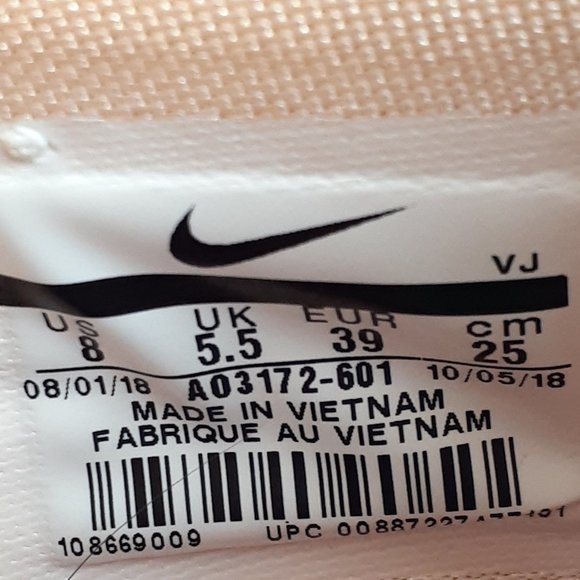 VJ
US UK EUR cm
8 5.5 39 25
08/01/18 AO3172-601 10/05/18
MADE IN VIETNAM
FABRIQUE AU VIETNAM
108669009 UPC